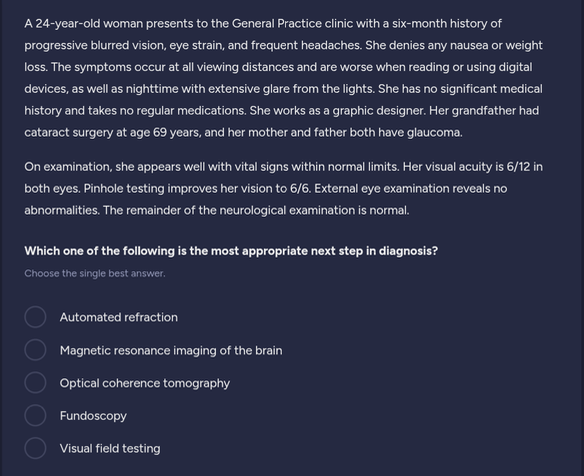 A 24-year-old woman presents to the General Practice clinic with a six-month history of
progressive blurred vision, eye strain, and frequent headaches. She denies any nausea or weight
loss. The symptoms occur at all viewing distances and are worse when reading or using digital
devices, as well as nighttime with extensive glare from the lights. She has no significant medical
history and takes no regular medications. She works as a graphic designer. Her grandfather had
cataract surgery at age 69 years, and her mother and father both have glaucoma.
On examination, she appears well with vital signs within normal limits. Her visual acuity is 6/12 in
both eyes. Pinhole testing improves her vision to 6/6. External eye examination reveals no
abnormalities. The remainder of the neurological examination is normal.
Which one of the following is the most appropriate next step in diagnosis?
Choose the single best answer.
Automated refraction
Magnetic resonance imaging of the brain
Optical coherence tomography
Fundoscopy
Visual field testing